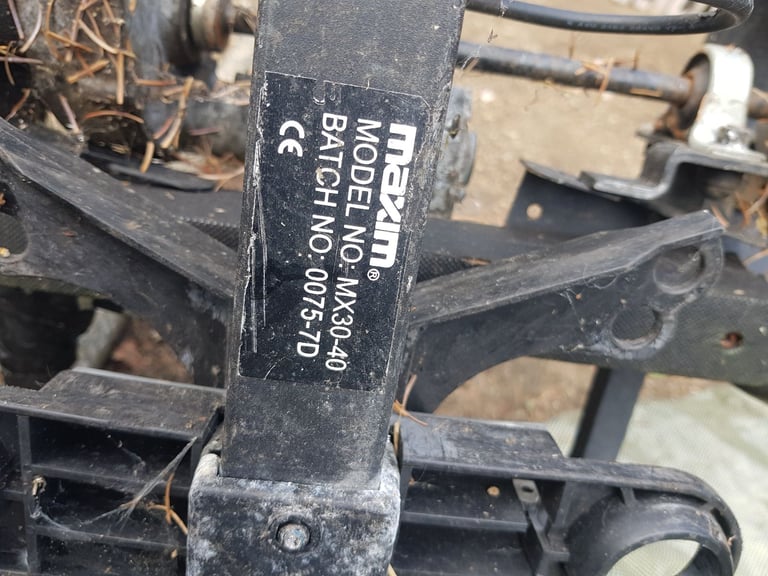 maxim®
MODEL NO: MX30-40
BATCH NO: 0075-7D
CE